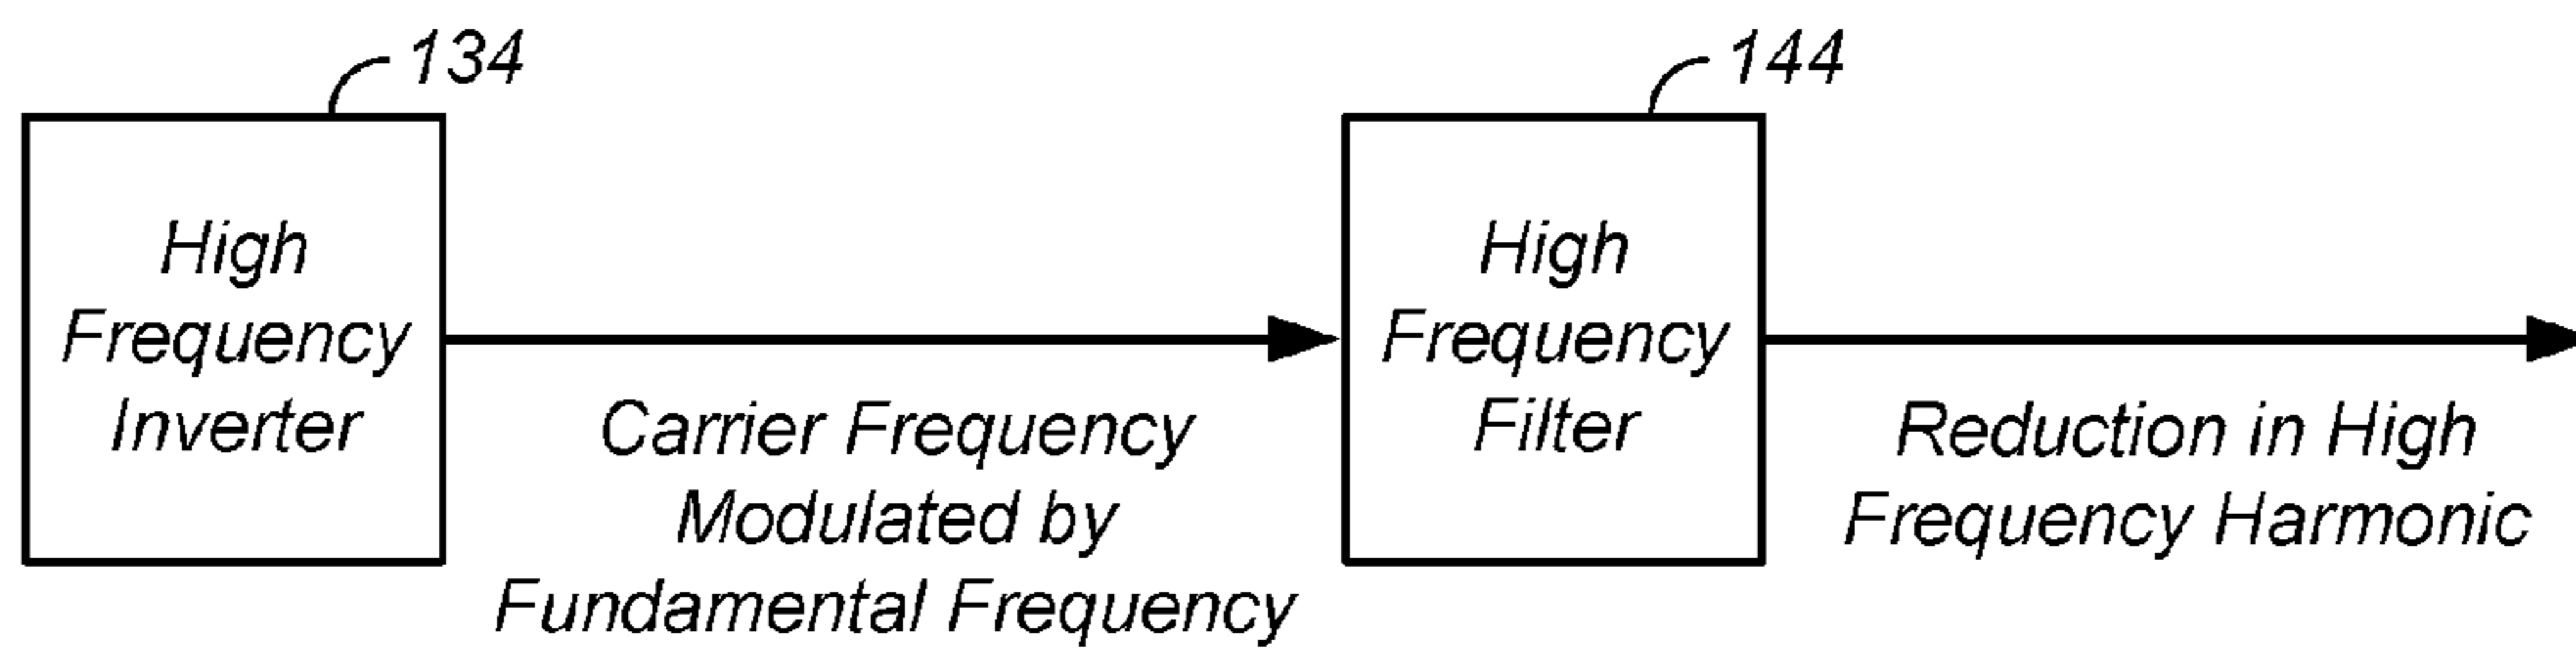 134
High
Frequency
Inverter
Carrier Frequency
Modulated by
Fundamental Frequency
144
High
Frequency
Filter
Reduction in High
Frequency Harmonic